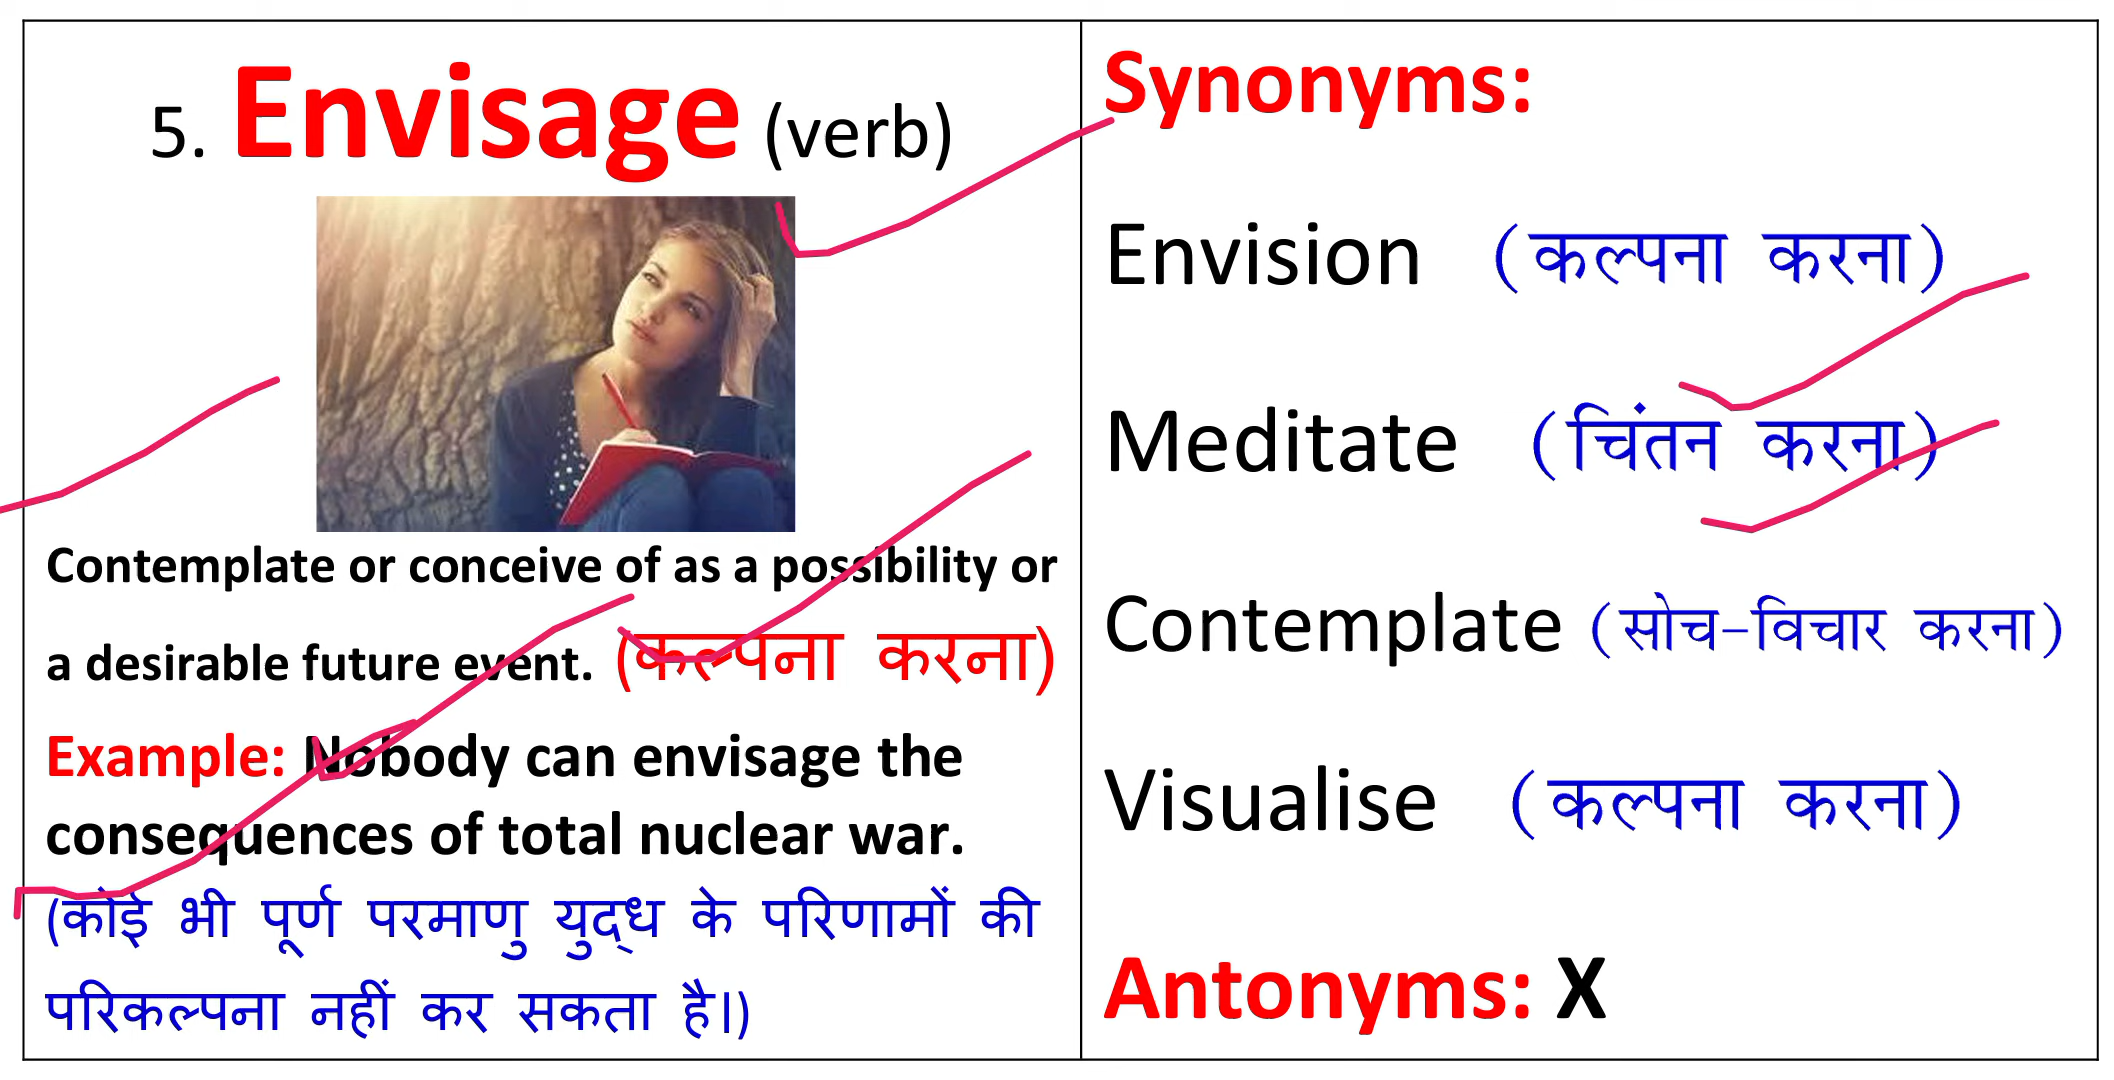 5. Envisage (verb)
Contemplate or conceive of as a possibility or
a desirable future event. (कल्पना करना)
Example: Nobody can envisage the
consequences of total nuclear war.
(कोई भी पूर्ण परमाणु युद्ध के परिणामों की
परिकल्पना नहीं कर सकता है।)
Synonyms:
Envision (कल्पना करना)
Meditate (चिंतन करना)
Contemplate (सोच-विचार करना)
Visualise (कल्पना करना)
Antonyms: X